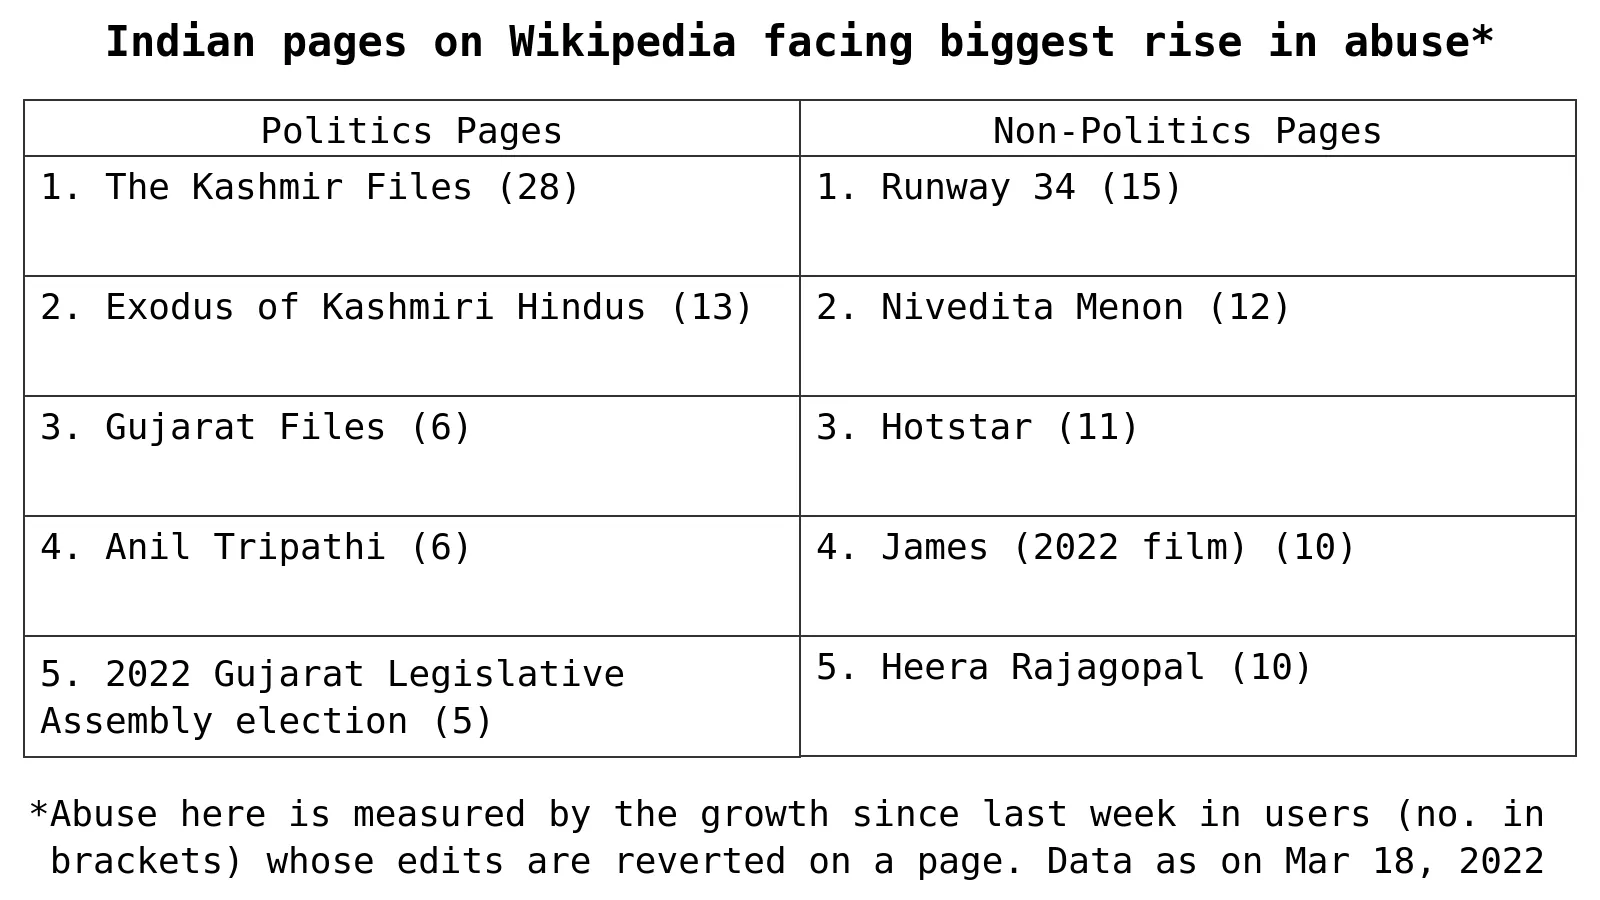 Indian pages on Wikipedia facing biggest rise in abuse*
Politics Pages
Non-Politics Pages
1. The Kashmir Files (28)
1. Runway 34 (15)
2. Exodus of Kashmiri Hindus (13)
2. Nivedita Menon (12)
3. Gujarat Files (6)
3. Hotstar (11)
4. Anil Tripathi (6)
4. James (2022 film) (10)
5. 2022 Gujarat Legislative
Assembly election (5)
5. Heera Rajagopal (10)
*Abuse here is measured by the growth since last week in users (no. in
brackets) whose edits are reverted on a page. Data as on Mar 18, 2022